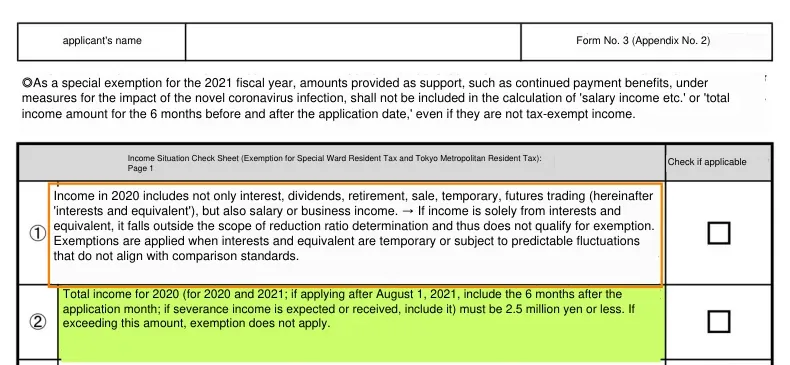 applicant's name
Form No. 3 (Appendix No. 2)
◎As a special exemption for the 2021 fiscal year, amounts provided as support, such as continued payment benefits, under
measures for the impact of the novel coronavirus infection, shall not be included in the calculation of 'salary income etc.' or 'total
income amount for the 6 months before and after the application date,' even if they are not tax-exempt income.
Income Situation Check Sheet (Exemption for Special Ward Resident Tax and Tokyo Metropolitan Resident Tax):
Page 1
Check if applicable
①
Income in 2020 includes not only interest, dividends, retirement, sale, temporary, futures trading (hereinafter
'interests and equivalent'), but also salary or business income. → If income is solely from interests and
equivalent, it falls outside the scope of reduction ratio determination and thus does not qualify for exemption.
Exemptions are applied when interests and equivalent are temporary or subject to predictable fluctuations
that do not align with comparison standards.
②
Total income for 2020 (for 2020 and 2021; if applying after August 1, 2021, include the 6 months after the
application month; if severance income is expected or received, include it) must be 2.5 million yen or less. If
exceeding this amount, exemption does not apply.